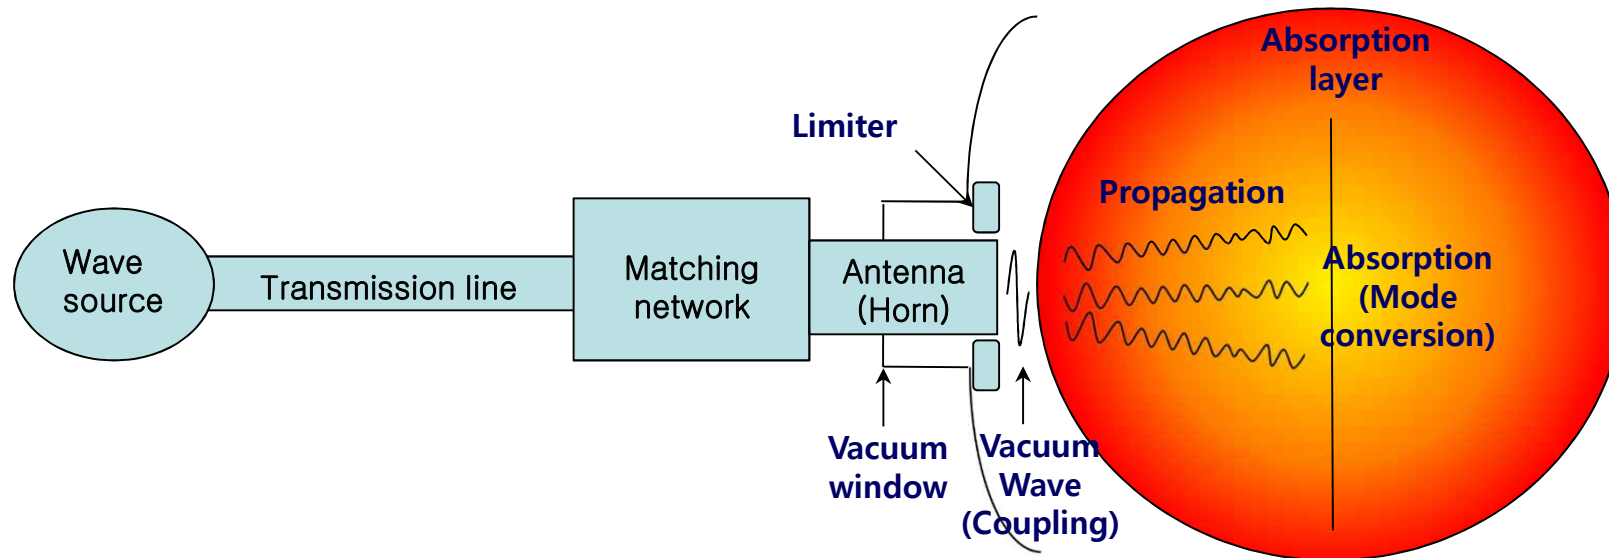 Wave
source
Transmission line
Matching
network
Antenna
(Horn)
Limiter
Vacuum
window
Vacuum
Wave
(Coupling)
Absorption
layer
Propagation
Absorption
(Mode
conversion)